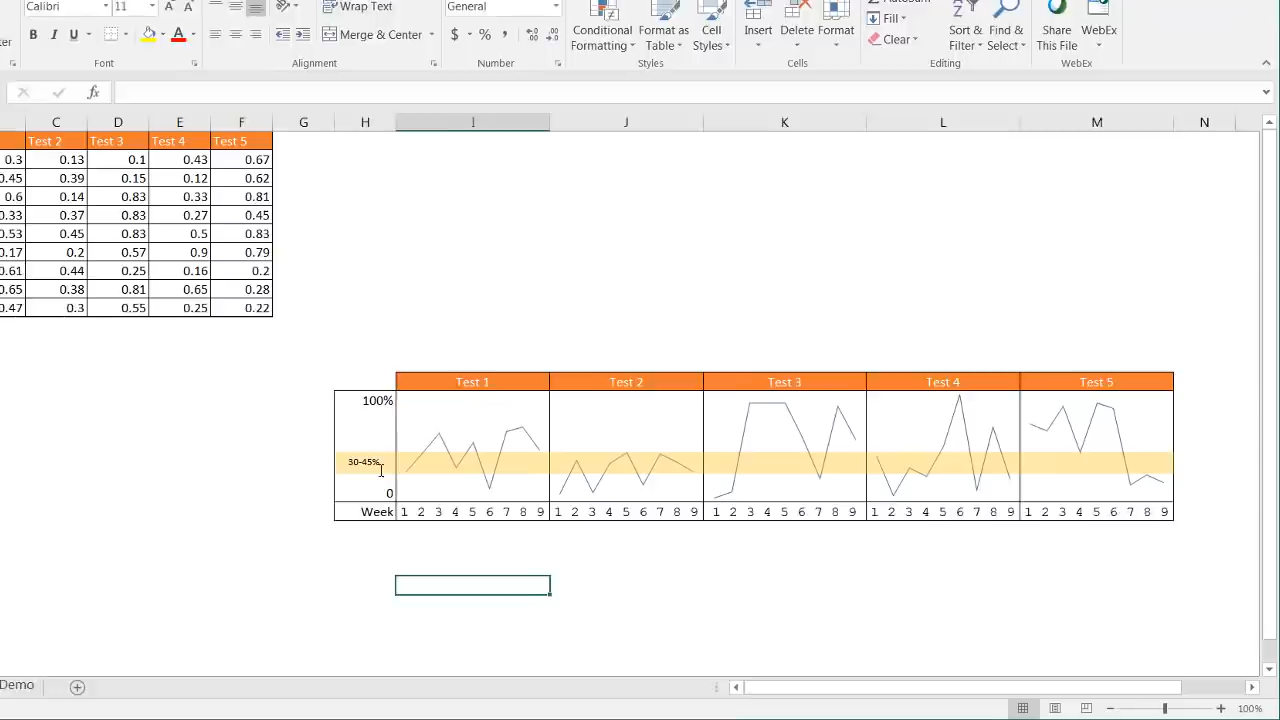 Calibri 11 A A Wrap Text General
B I U A Merge & Center $ % , Conditional Formatting Format as Table Cell Styles Insert Delete Format Fill Clear Sort & Filter Find & Select Share This File WebEx
Font Alignment Number Styles Cells Editing WebEx
fx
C D E F G H I J K L M N
Test 2 Test 3 Test 4 Test 5
0.3 0.13 0.1 0.43 0.67
0.45 0.39 0.15 0.12 0.62
0.6 0.14 0.83 0.33 0.81
0.33 0.37 0.83 0.27 0.45
0.53 0.45 0.83 0.5 0.83
0.17 0.2 0.57 0.9 0.79
0.61 0.44 0.25 0.16 0.2
0.65 0.38 0.81 0.65 0.28
0.47 0.3 0.55 0.25 0.22
Test 1 Test 2 Test 3 Test 4 Test 5
100%
30-45%
0
Week 1 2 3 4 5 6 7 8 9 1 2 3 4 5 6 7 8 9 1 2 3 4 5 6 7 8 9 1 2 3 4 5 6 7 8 9 1 2 3 4 5 6 7 8 9
Demo
100%